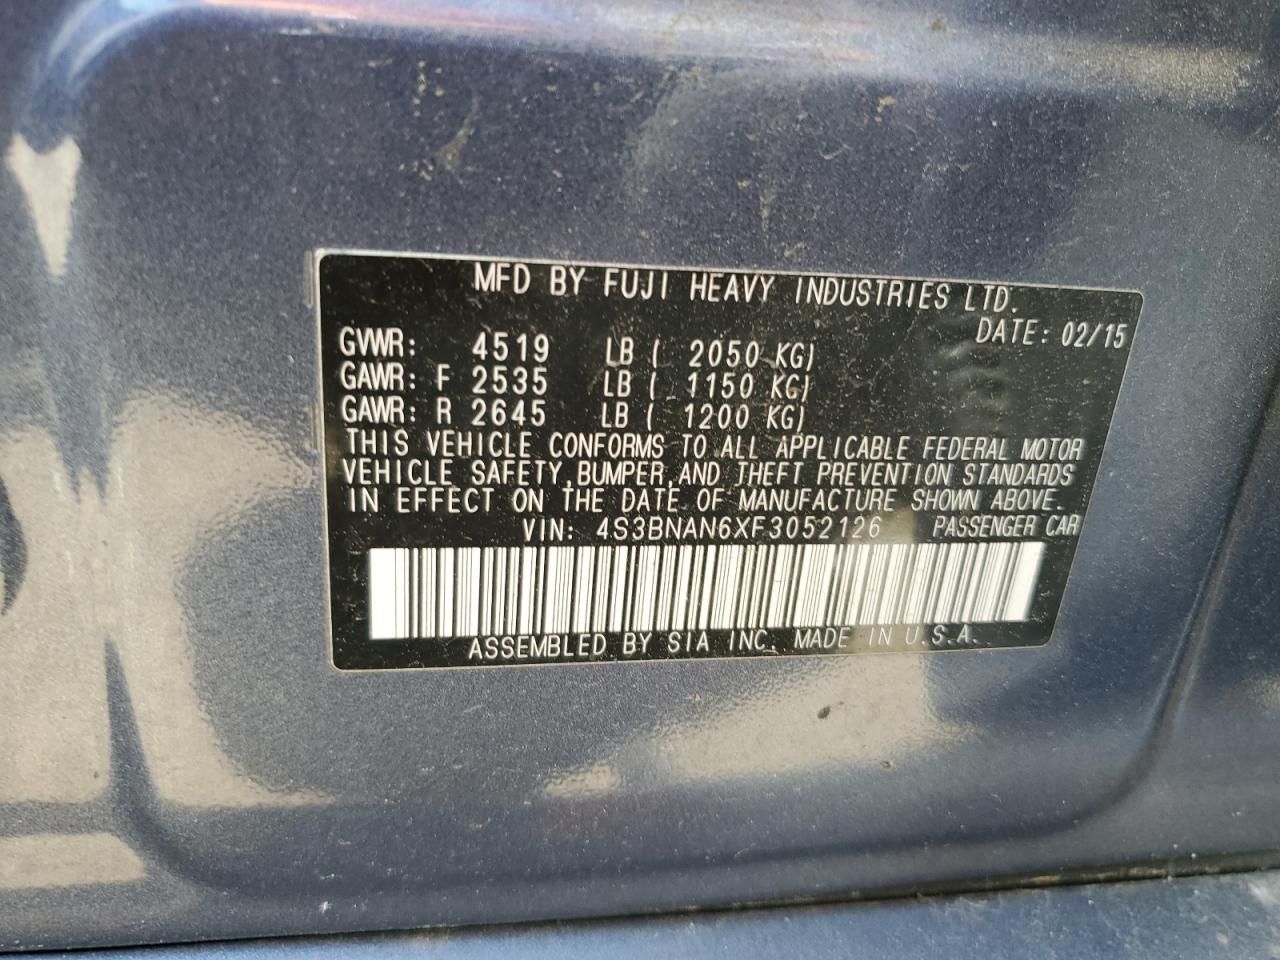 MFD BY FUJI HEAVY INDUSTRIES LTD.
DATE: 02/15
GVWR: 4519 LB ( 2050 KG)
GAWR: F 2535 LB ( 1150 KG)
GAWR: R 2645 LB ( 1200 KG)
THIS VEHICLE CONFORMS TO ALL APPLICABLE FEDERAL MOTOR
VEHICLE SAFETY, BUMPER, AND THEFT PREVENTION STANDARDS
IN EFFECT ON THE DATE OF MANUFACTURE SHOWN ABOVE.
VIN: 4S3BNAN6XF3052126 PASSENGER CAR
ASSEMBLED BY SIA INC. MADE IN U.S.A.